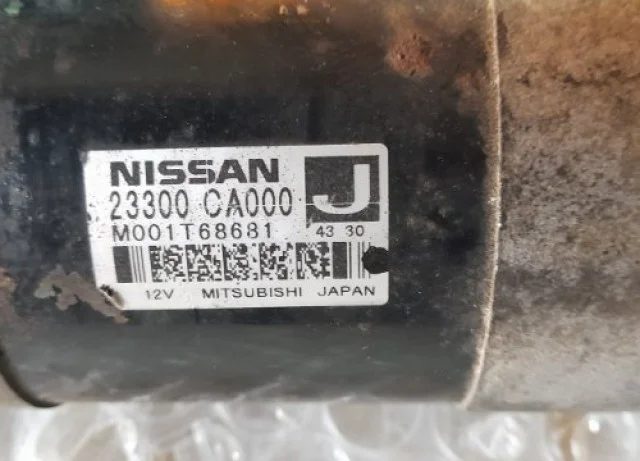 NISSAN J
23300 CA000
M001T68681 43 30
12V MITSUBISHI JAPAN